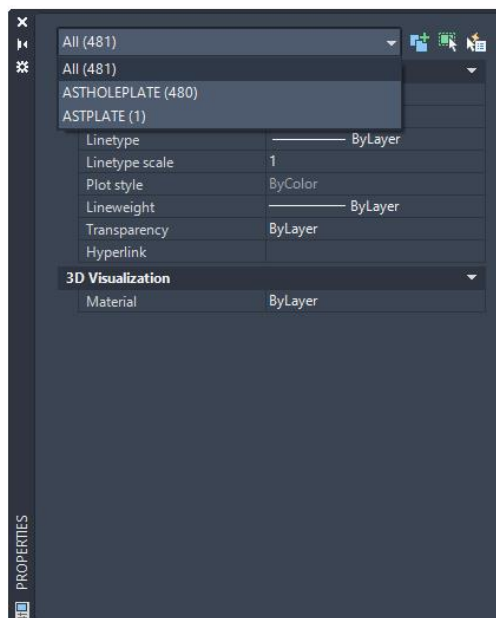 All (481)
All (481)
ASTHOLEPLATE (480)
ASTPLATE (1)
Linetype ByLayer
Linetype scale 1
Plot style ByColor
Lineweight ByLayer
Transparency ByLayer
Hyperlink
3D Visualization
Material ByLayer
PROPERTIES